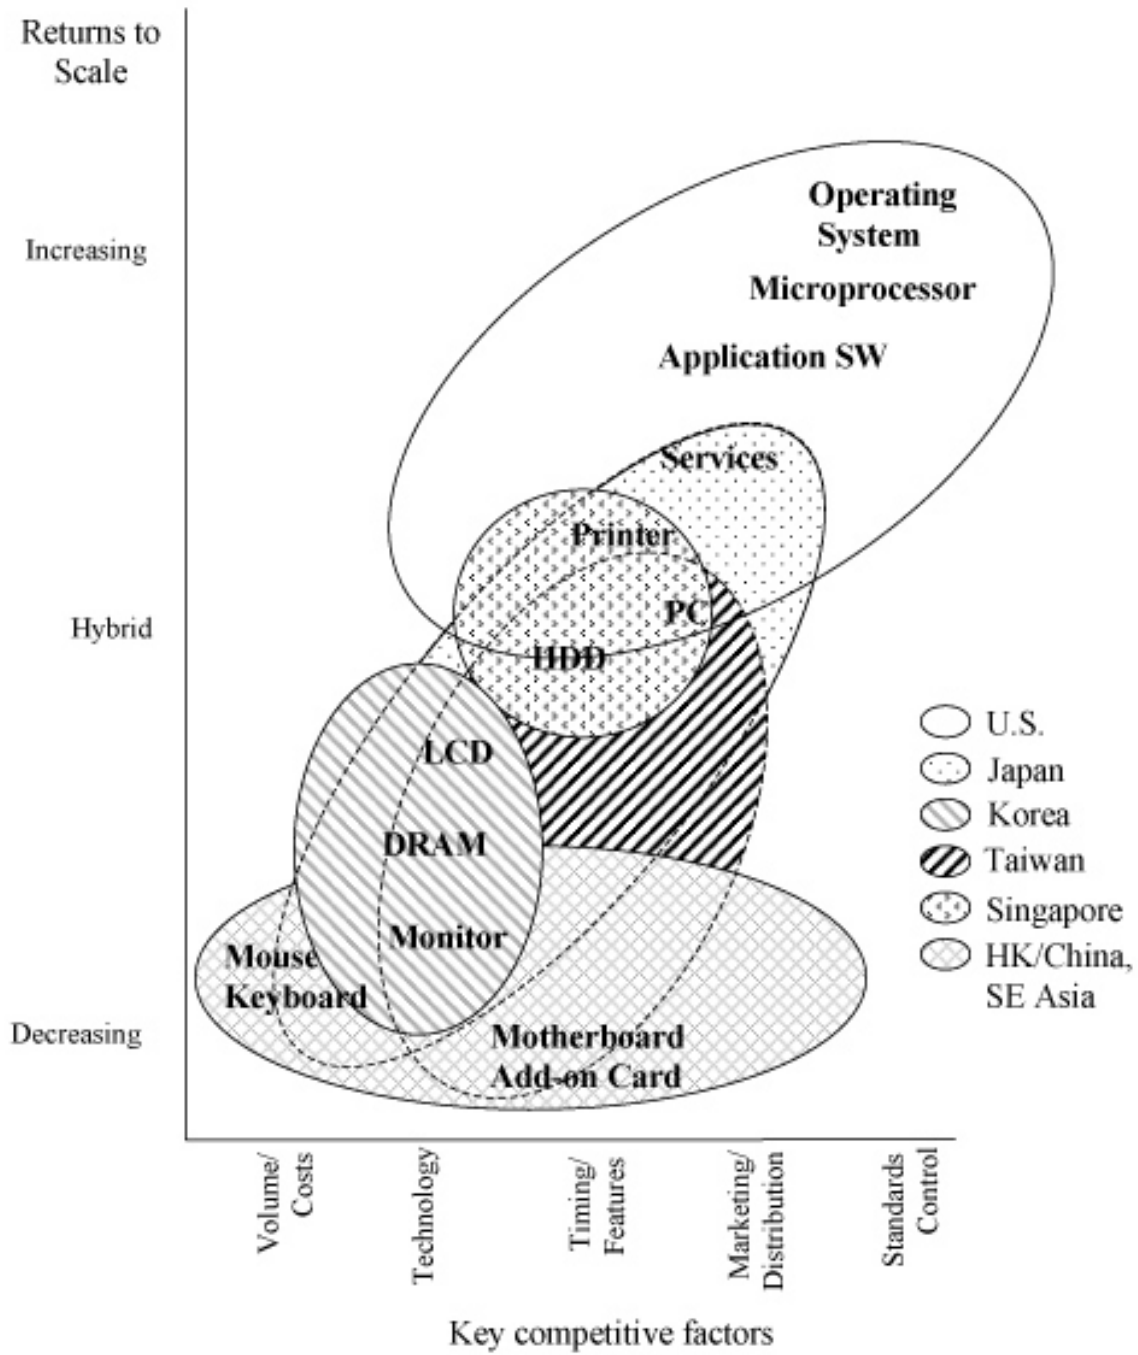 Returns to
Scale
Increasing
Hybrid
Decreasing
Operating
System
Microprocessor
Application SW
Services
Printer
PC
HDD
LCD
DRAM
Monitor
Mouse
Keyboard
Motherboard
Add-on Card
U.S.
Japan
Korea
Taiwan
Singapore
HK/China,
SE Asia
Volume/
Costs
Technology
Timing/
Features
Marketing/
Distribution
Standards
Control
Key competitive factors